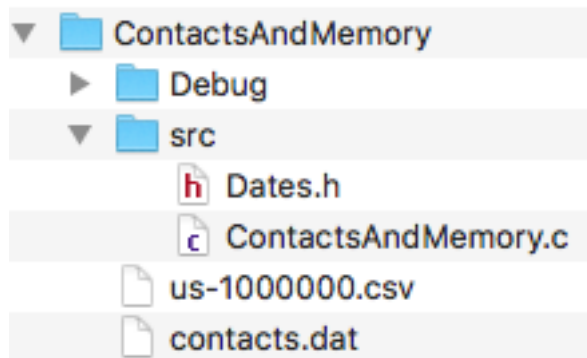 ContactsAndMemory
Debug
src
h Dates.h
c ContactsAndMemory.c
us-1000000.csv
contacts.dat